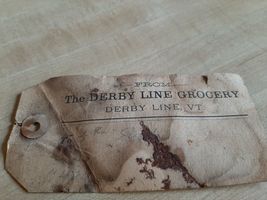 FROM
The DERBY LINE GROCERY
DERBY LINE, VT.